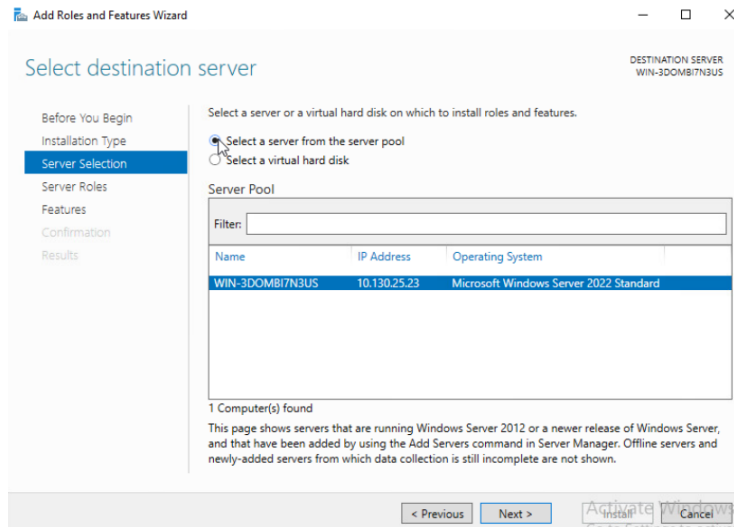 Add Roles and Features Wizard
Select destination server
DESTINATION SERVER
WIN-3DOMBI7N3US
Before You Begin
Installation Type
Server Selection
Server Roles
Features
Confirmation
Results
Select a server or a virtual hard disk on which to install roles and features.
Select a server from the server pool
Select a virtual hard disk
Server Pool
Filter:
Name IP Address Operating System
WIN-3DOMBI7N3US 10.130.25.23 Microsoft Windows Server 2022 Standard
1 Computer(s) found
This page shows servers that are running Windows Server 2012 or a newer release of Windows Server,
and that have been added by using the Add Servers command in Server Manager. Offline servers and
newly-added servers from which data collection is still incomplete are not shown.
< Previous Next > Install Cancel
Activate Windows